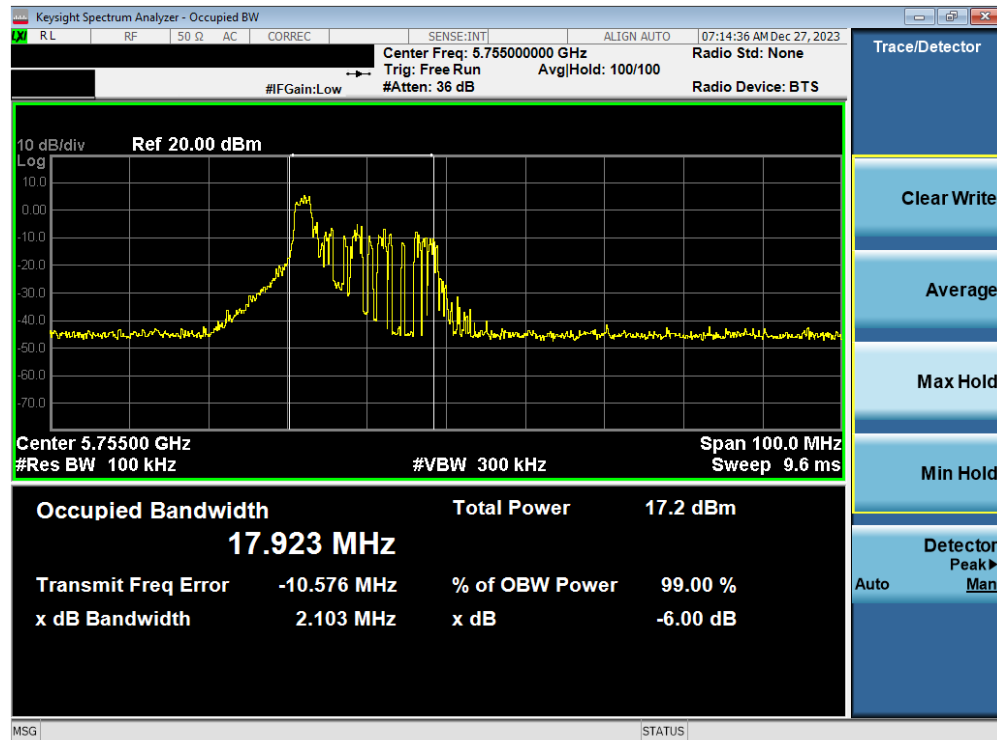 Keysight Spectrum Analyzer - Occupied BW
LXI RL RF 50 Ω AC CORREC SENSE:INT ALIGN AUTO 07:14:36 AM Dec 27, 2023
Center Freq: 5.755000000 GHz Radio Std: None
Trig: Free Run Avg|Hold: 100/100
#IFGain:Low #Atten: 36 dB Radio Device: BTS
Trace/Detector
10 dB/div Ref 20.00 dBm
Log
10.0
0.00
-10.0
-20.0
-30.0
-40.0
-50.0
-60.0
-70.0
Center 5.75500 GHz Span 100.0 MHz
#Res BW 100 kHz #VBW 300 kHz Sweep 9.6 ms
Occupied Bandwidth Total Power 17.2 dBm
17.923 MHz
Transmit Freq Error -10.576 MHz % of OBW Power 99.00 %
x dB Bandwidth 2.103 MHz x dB -6.00 dB
Clear Write
Average
Max Hold
Min Hold
Detector
Peak▶
Auto Man
MSG STATUS